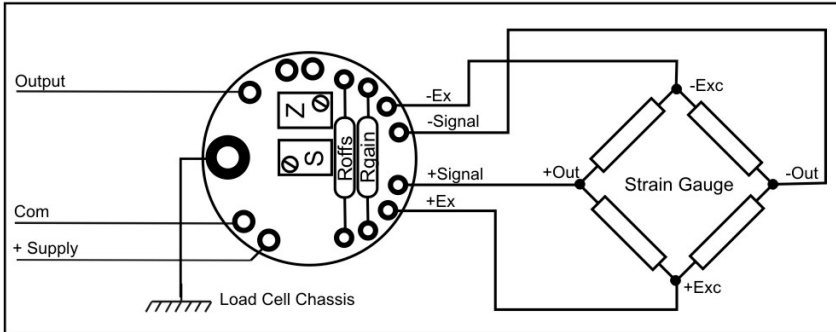 Output
Z
S
Roffs
Rgain
-Ex
-Signal
+Signal
+Ex
-Exc
+Out
Strain Gauge
-Out
+Exc
Com
+ Supply
Load Cell Chassis